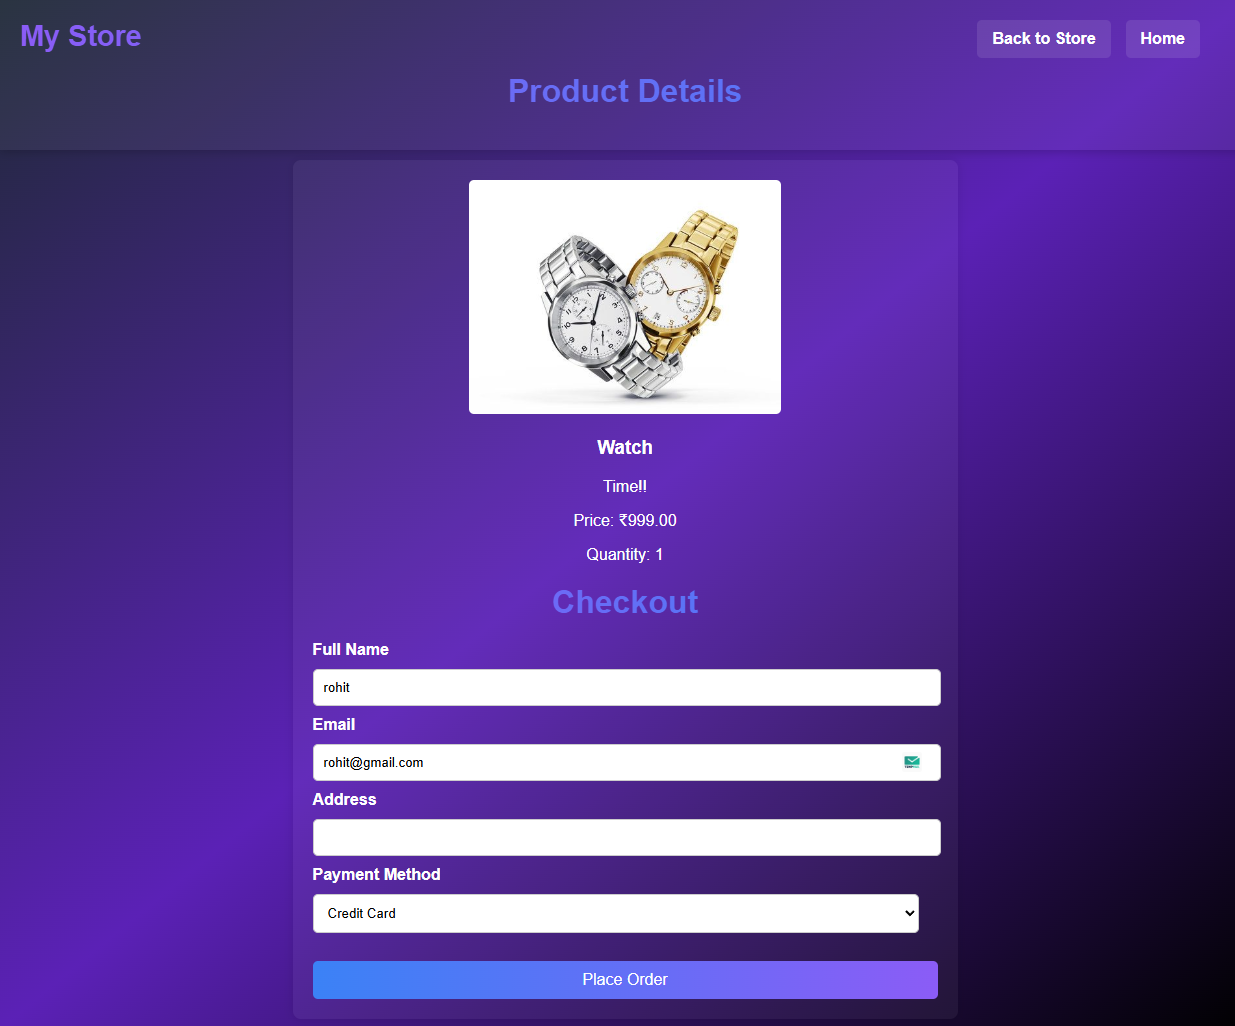 My Store
Back to Store
Home
Product Details
Watch
Time!!
Price: ₹999.00
Quantity: 1
Checkout
Full Name
rohit
Email
rohit@gmail.com
Address
Payment Method
Credit Card
Place Order